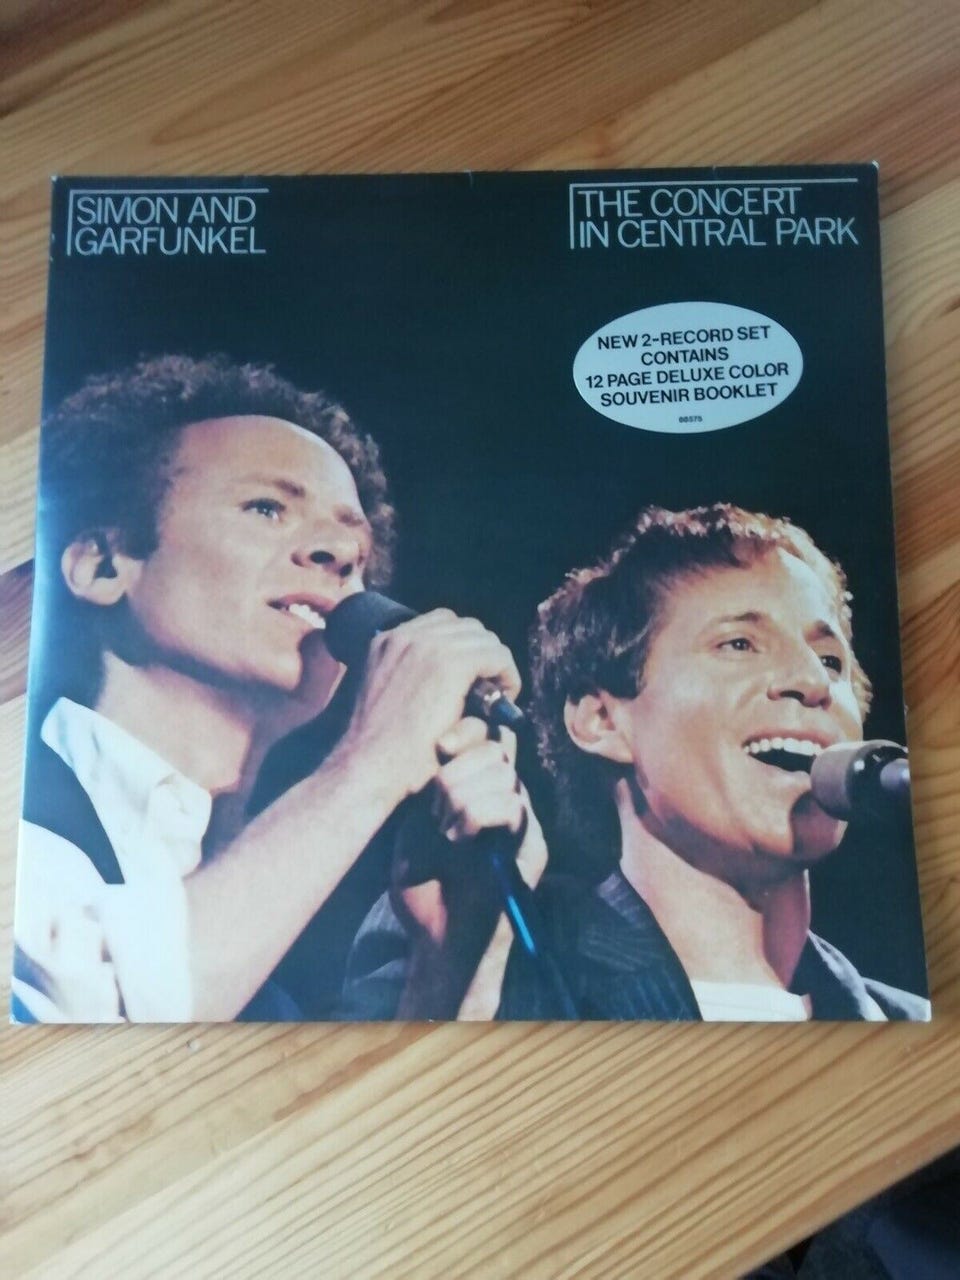 SIMON AND
GARFUNKEL
THE CONCERT
IN CENTRAL PARK
NEW 2-RECORD SET
CONTAINS
12 PAGE DELUXE COLOR
SOUVENIR BOOKLET